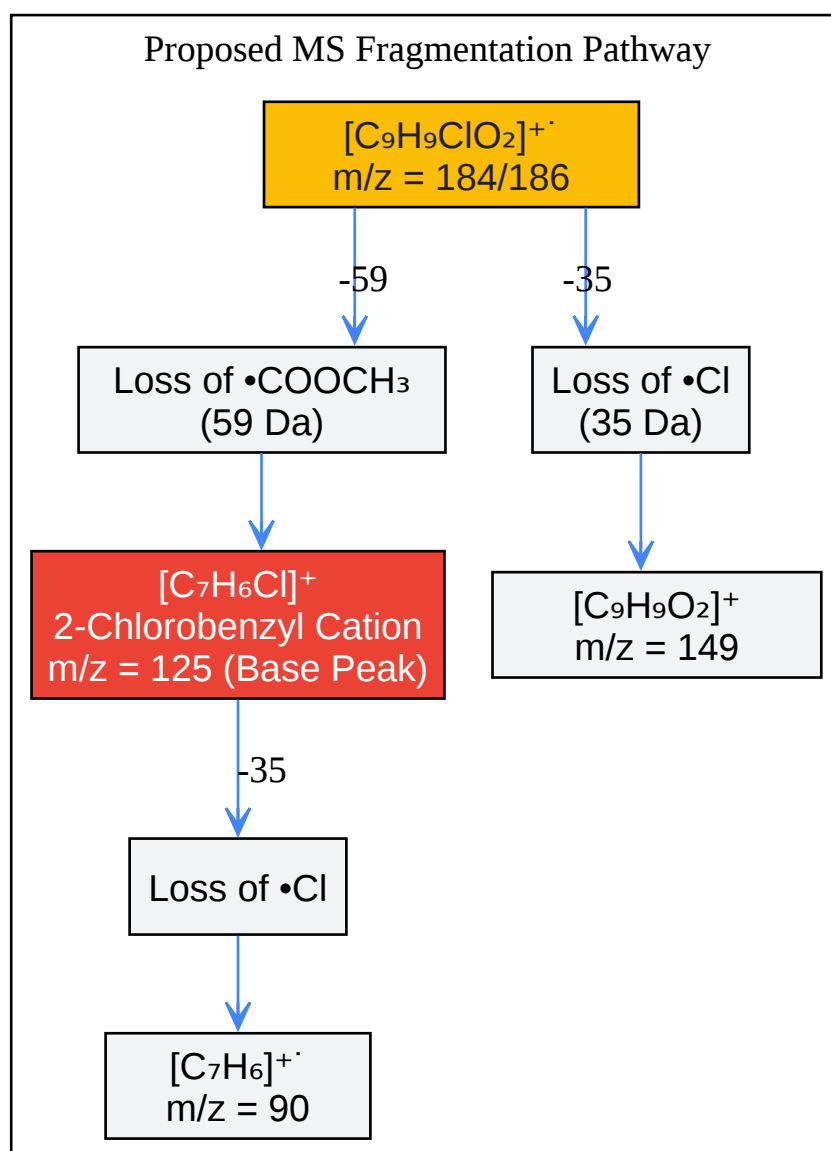 Proposed MS Fragmentation Pathway
[C₉H₉ClO₂]⁺˙
m/z = 184/186
-59
-35
Loss of •COOCH₃
(59 Da)
Loss of •Cl
(35 Da)
[C₇H₆Cl]⁺
2-Chlorobenzyl Cation
m/z = 125 (Base Peak)
[C₉H₉O₂]⁺
m/z = 149
-35
Loss of •Cl
[C₇H₆]⁺˙
m/z = 90